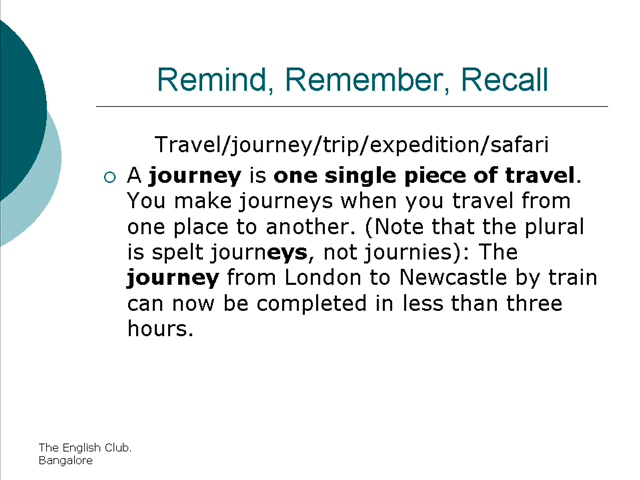 Remind, Remember, Recall
Travel/journey/trip/expedition/safari
A journey is one single piece of travel.
You make journeys when you travel from
one place to another. (Note that the plural
is spelt journeys, not journies): The
journey from London to Newcastle by train
can now be completed in less than three
hours.
The English Club.
Bangalore